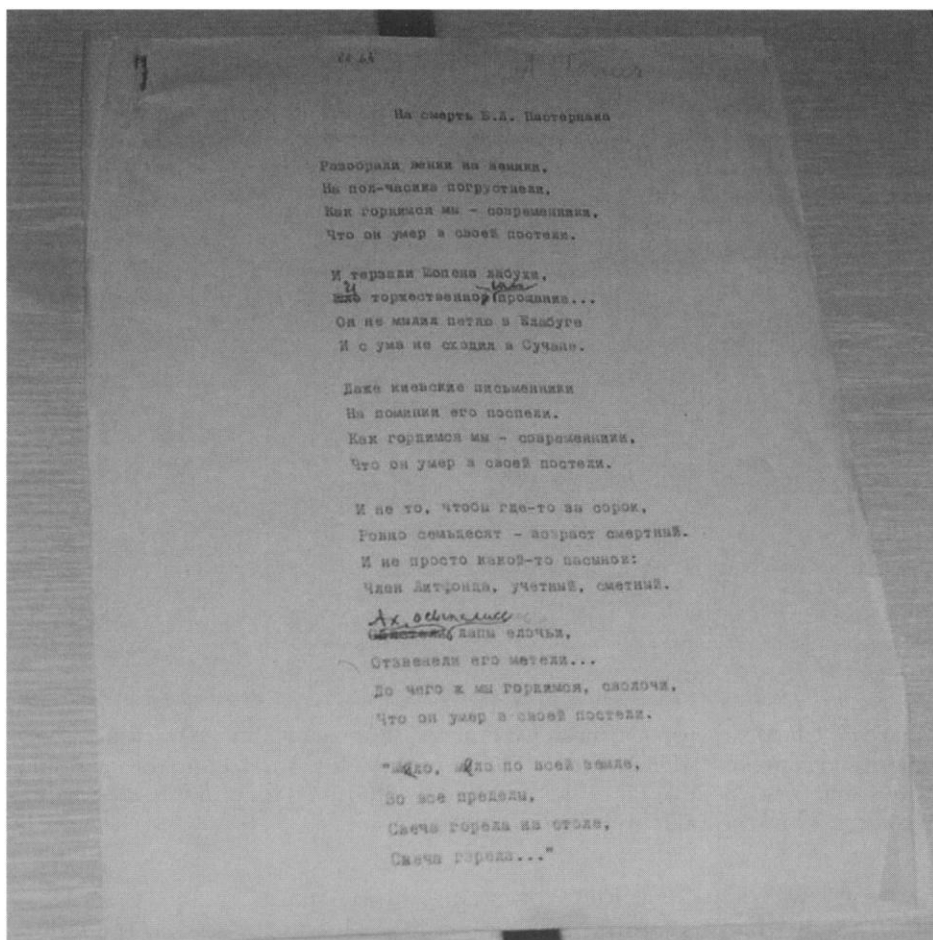 На смерть Б.Л. Пастернака
Разобрали венки на веники,
На пол-часика погрустнели,
Как гордимся мы - современники,
Что он умер в своей постели.
И терзали Шопена лабухи,
И торжественно шло прощанье...
Он не мылил петлю в Елабуге
И с ума не сходил в Сучане.
Даже киевские письменники
На поминки его поспели.
Как гордимся мы - современники,
Что он умер в своей постели.
И не то, чтобы где-то за сорок,
Ровно семьдесят - возраст смертный.
И не просто какой-то пасынок:
Член Литфонда, учетный, сметный.
Ах, осыпались лапы елочьи,
Отзвенели его метели...
До чего ж мы гордимся, сволочи,
Что он умер в своей постели.
"Мело, мело по всей земле,
Во все пределы,
Свеча горела на столе,
Свеча горела..."